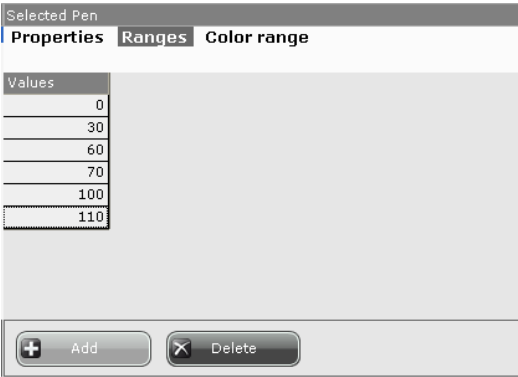 Selected Pen
Properties Ranges Color range
Values
0
30
60
70
100
110
Add Delete